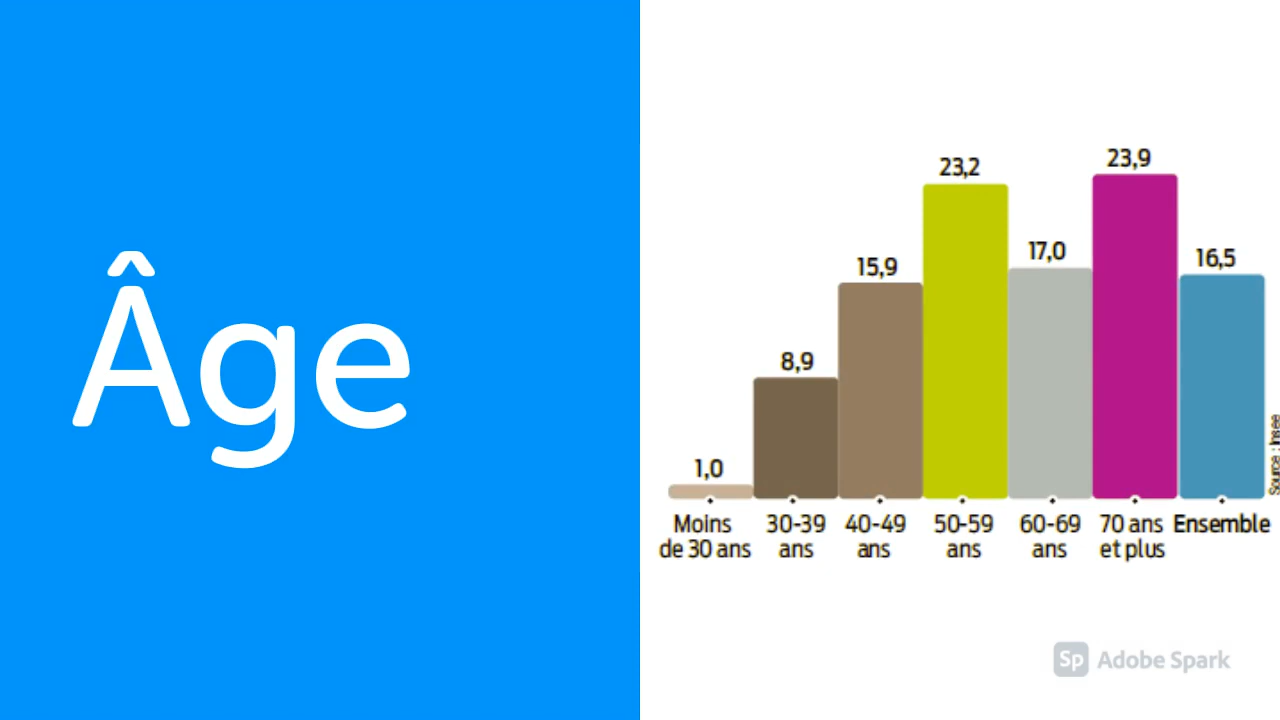 Âge
23,9
23,2
17,0
16,5
15,9
8,9
1,0
Source : Insee
Moins
de 30 ans
30-39
ans
40-49
ans
50-59
ans
60-69
ans
70 ans
et plus
Ensemble
Sp Adobe Spark